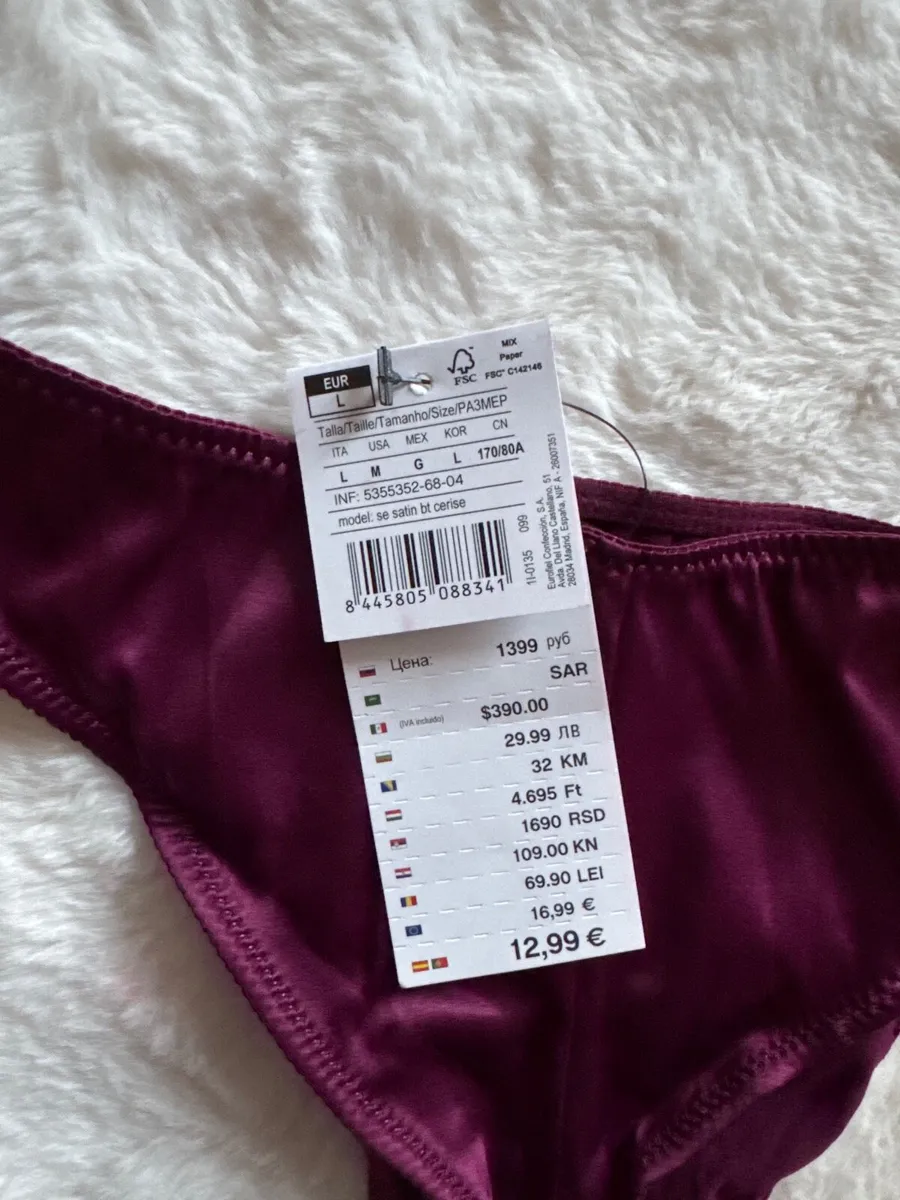 EUR
L
FSC
MIX
Paper
FSC™ C142146
Talla/Taille/Tamanho/Size/РАЗМЕР
ITA USA MEX KOR CN
L M G L 170/80A
INF: 5355352-68-04
model: se satin bt cerise
8 445805 088341
1I-0135 099
Eurofiel Confección, S.A.
Avda. Del Llano Castellano, 51
28034 Madrid, España, NIF A - 28007351
Цена: 1399 руб
SAR
(IVA incluido) $390.00
29.99 ЛВ
32 KM
4.695 Ft
1690 RSD
109.00 KN
69.90 LEI
16,99 €
12,99 €